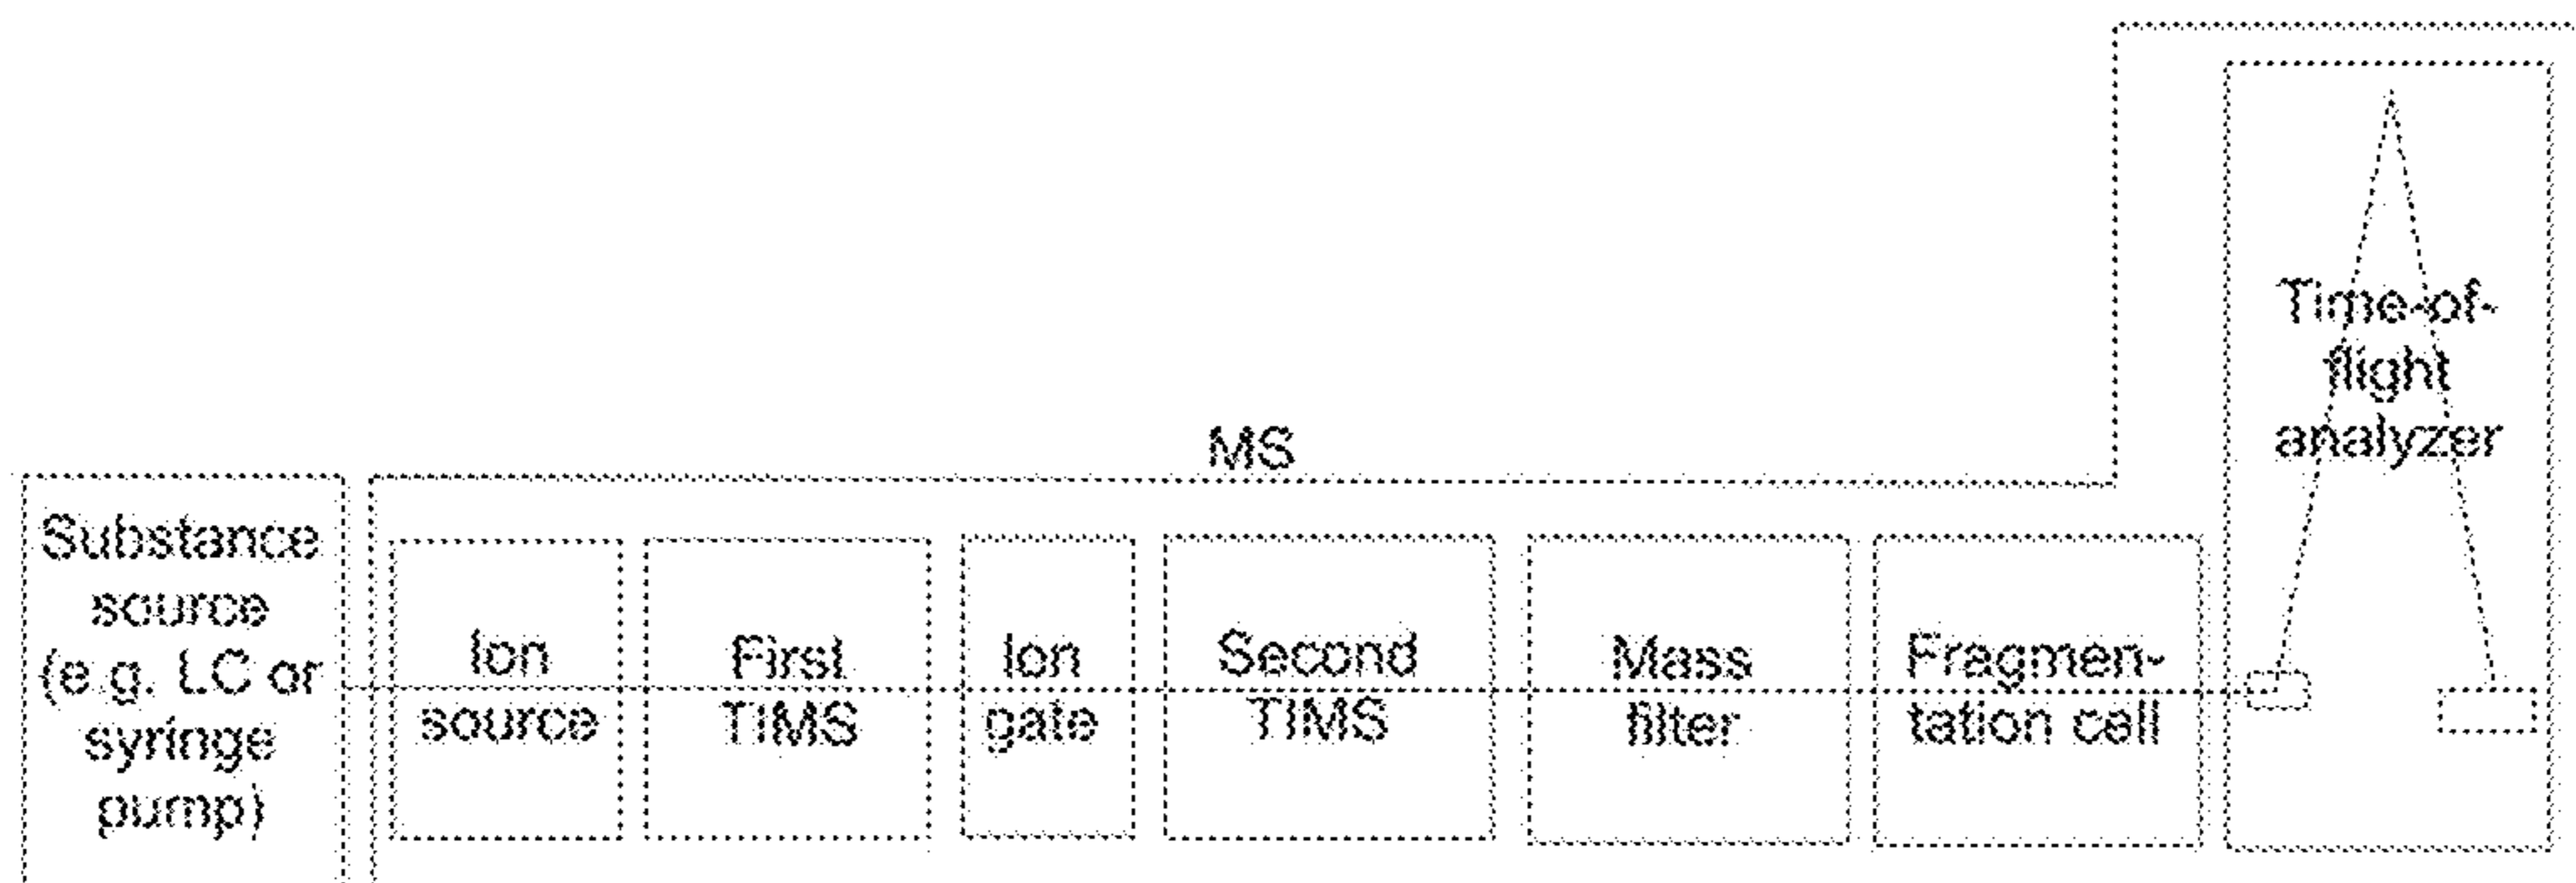 MS
Substance
source
(e.g. LC or
syringe
pump)
Ion
source
First
TIMS
Ion
gate
Second
TIMS
Mass
filter
Fragmen-
tation cell
Time-of-
flight
analyzer